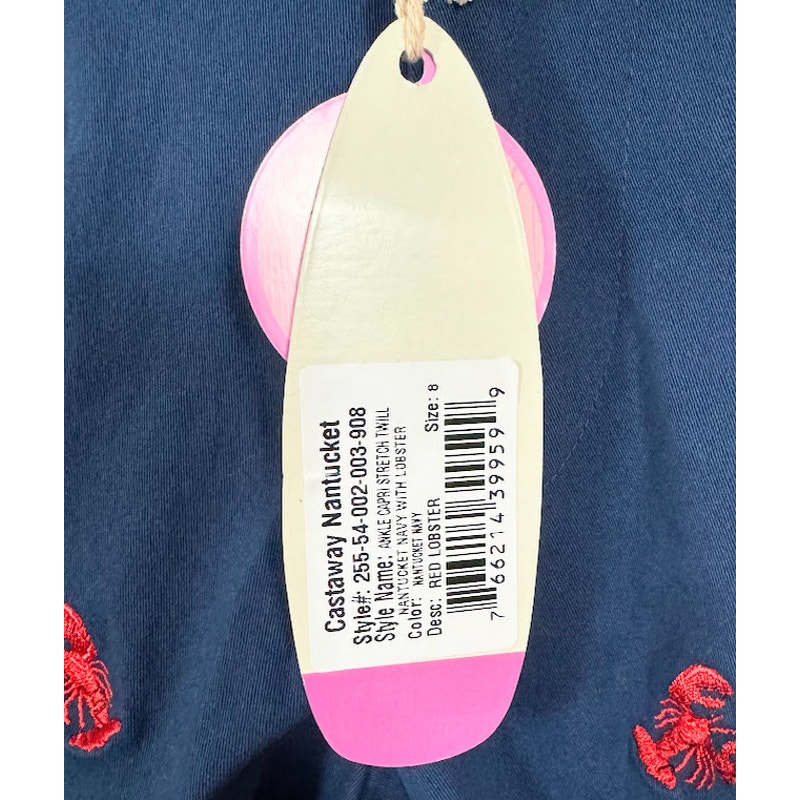 Castaway Nantucket
Style#: 255-54-002-003-908
Style Name: ANKLE CAPRI STRETCH TWILL
NANTUCKET NAVY WITH LOBSTER
Color: NANTUCKET NAVY
Desc: RED LOBSTER Size: 8
7 66214 39959 9